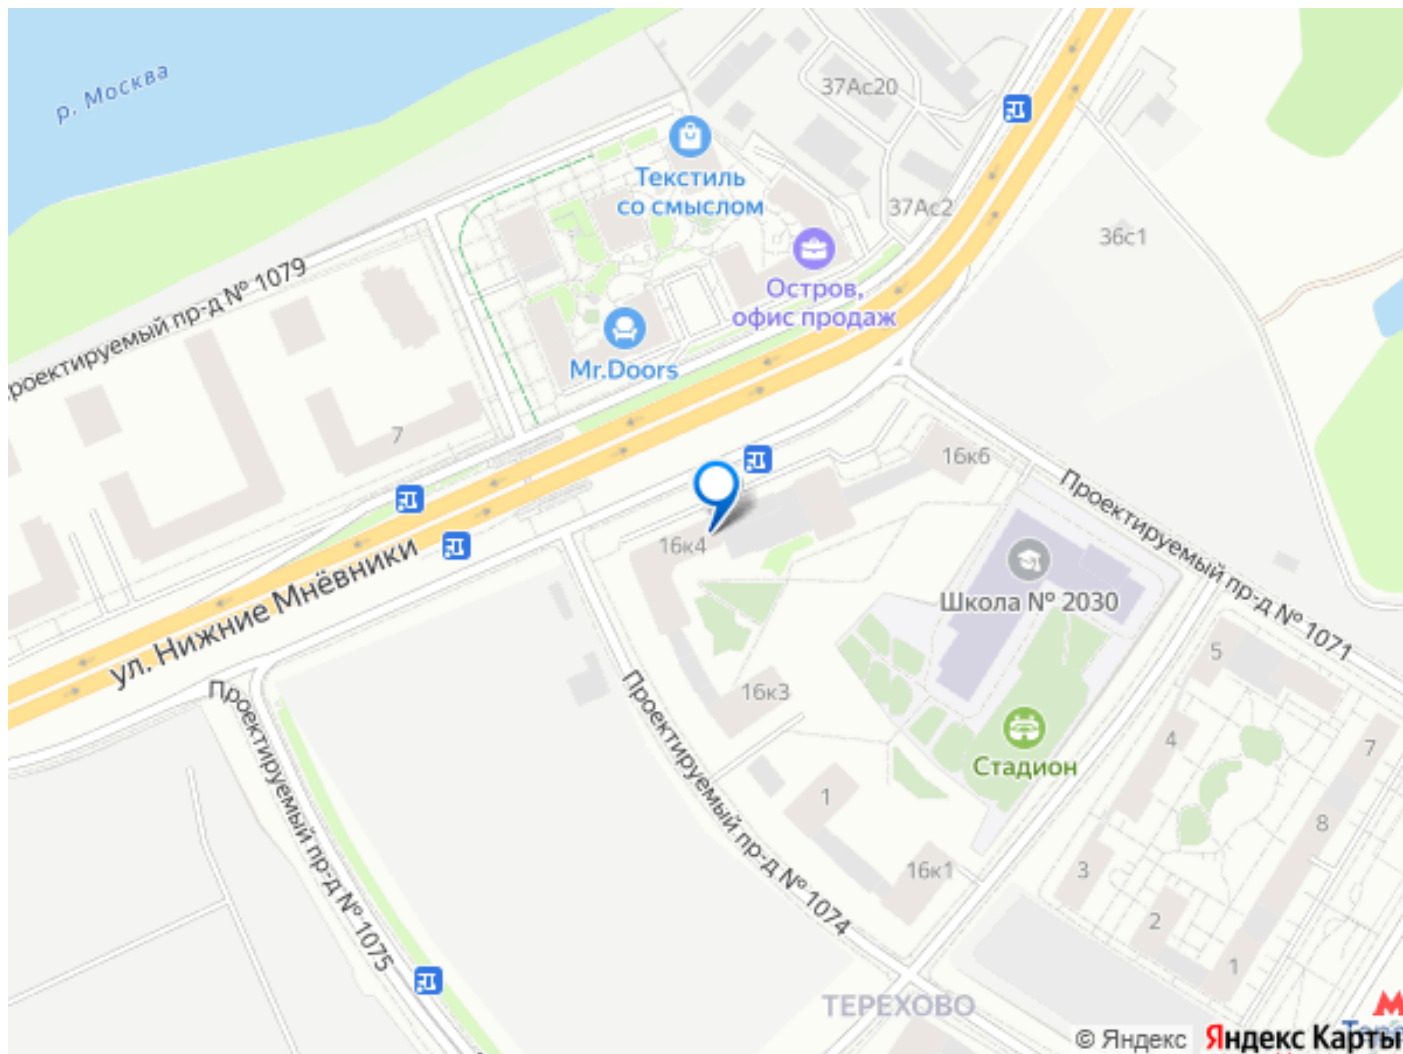 р. Москва
37Ас20
Текстиль
со смыслом
37Ас2
36с1
Остров,
офис продаж
Mr.Doors
роектируемый пр-д № 1079
7
16к6
16к4
ул. Нижние Мнёвники
Проектируемый пр-д № 1071
Школа № 2030
5
16к3
4
7
Стадион
1
8
Проектируемый пр-д № 1075
Проектируемый пр-д № 1074
16к1
3
2
1
ТЕРЕХОВО
© Яндекс
Яндекс Карты